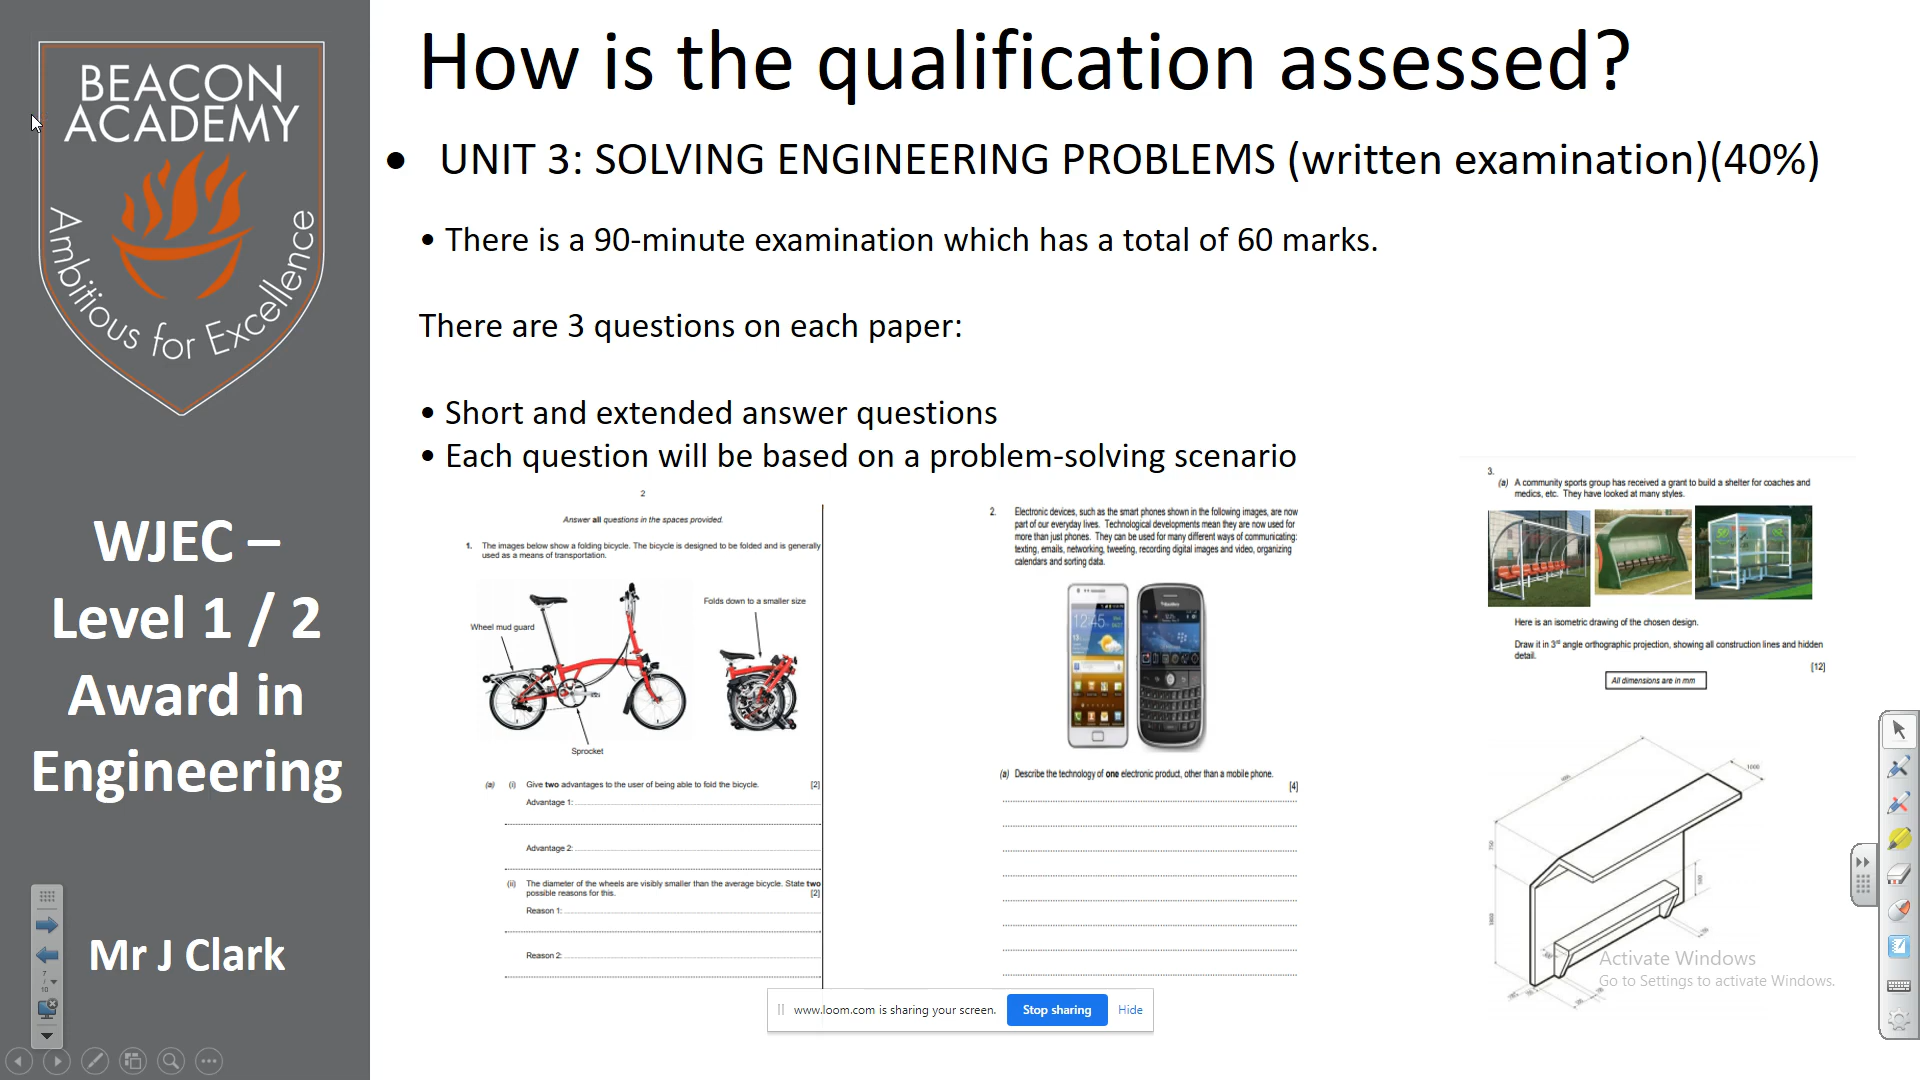 BEACON
ACADEMY
Ambitious for Excellence
WJEC –
Level 1 / 2
Award in
Engineering
Mr J Clark
7
10
How is the qualification assessed?
• UNIT 3: SOLVING ENGINEERING PROBLEMS (written examination)(40%)
• There is a 90-minute examination which has a total of 60 marks.
There are 3 questions on each paper:
• Short and extended answer questions
• Each question will be based on a problem-solving scenario
2
Answer all questions in the spaces provided.
1. The images below show a folding bicycle. The bicycle is designed to be folded and is generally
used as a means of transportation.
Folds down to a smaller size
Wheel mud guard
Sprocket
(a) (i) Give two advantages to the user of being able to fold the bicycle. [2]
Advantage 1:
Advantage 2:
(ii) The diameter of the wheels are visibly smaller than the average bicycle. State two
possible reasons for this. [2]
Reason 1:
Reason 2:
2. Electronic devices, such as the smart phones shown in the following images, are now
part of our everyday lives. Technological developments mean they are now used for
more than just phones. They can be used for many different ways of communicating:
texting, emails, networking, tweeting, recording digital images and video, organizing
calendars and sorting data.
12:45
(a) Describe the technology of one electronic product, other than a mobile phone.
[4]
3.
(a) A community sports group has received a grant to build a shelter for coaches and
medics, etc. They have looked at many styles.
Here is an isometric drawing of the chosen design.
Draw it in 3rd angle orthographic projection, showing all construction lines and hidden
detail.
[12]
All dimensions are in mm
1000
Activate Windows
Go to Settings to activate Windows.
www.loom.com is sharing your screen.
Stop sharing
Hide